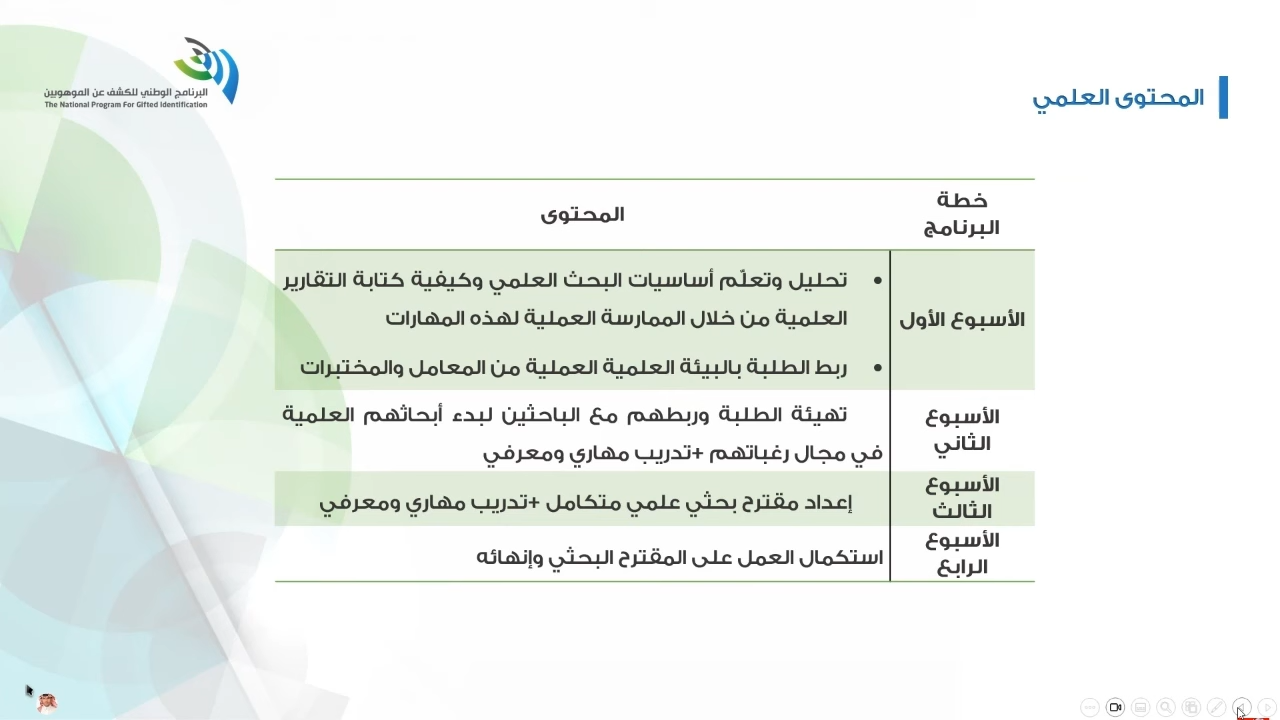 البرنامج الوطني للكشف عن الموهوبين
The National Program For Gifted Identification
المحتوى العلمي
خطة
البرنامج
المحتوى
الأسبوع الأول
• تحليل وتعلّم أساسيات البحث العلمي وكيفية كتابة التقارير
العلمية من خلال الممارسة العملية لهذه المهارات
• ربط الطلبة بالبيئة العلمية العملية من المعامل والمختبرات
الأسبوع
الثاني
تهيئة الطلبة وربطهم مع الباحثين لبدء أبحاثهم العلمية
في مجال رغباتهم +تدريب مهاري ومعرفي
الأسبوع
الثالث
إعداد مقترح بحثي علمي متكامل +تدريب مهاري ومعرفي
الأسبوع
الرابع
استكمال العمل على المقترح البحثي وإنهائه